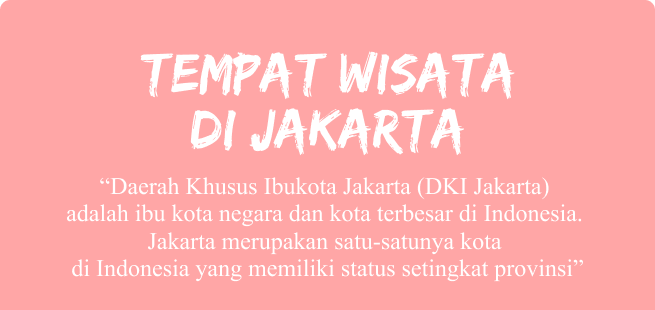 TEMPAT WISATA
DI JAKARTA
“Daerah Khusus Ibukota Jakarta (DKI Jakarta)
adalah ibu kota negara dan kota terbesar di Indonesia.
Jakarta merupakan satu-satunya kota
di Indonesia yang memiliki status setingkat provinsi”